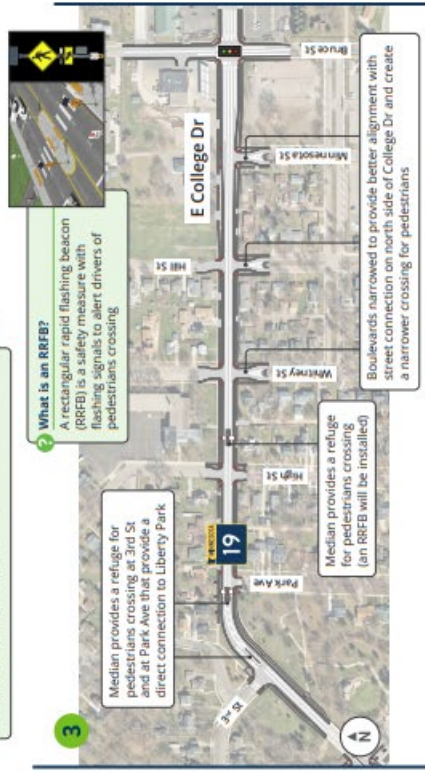 3
Median provides a refuge for
pedestrians crossing at 3rd St
and at Park Ave that provide a
direct connection to Liberty Park
? What is an RRFB?
A rectangular rapid flashing beacon
(RRFB) is a safety measure with
flashing signals to alert drivers of
pedestrians crossing
E College Dr
Hill St
3rd St
MINNESOTA
19
Park Ave
High St
Whitney St
Minnesota St
Bruce St
Median provides a refuge
for pedestrians crossing
(an RRFB will be installed)
Boulevards narrowed to provide better alignment with
street connection on north side of College Dr and create
a narrower crossing for pedestrians
N